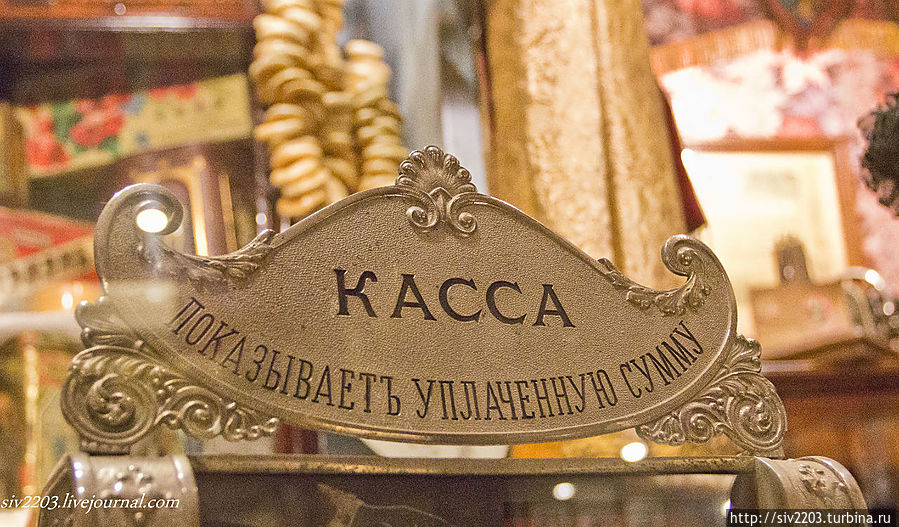 КАССА
ПОКАЗЫВАЕТЪ УПЛАЧЕННУЮ СУММУ
siv2203.livejournal.com
http://siv2203.turbina.ru